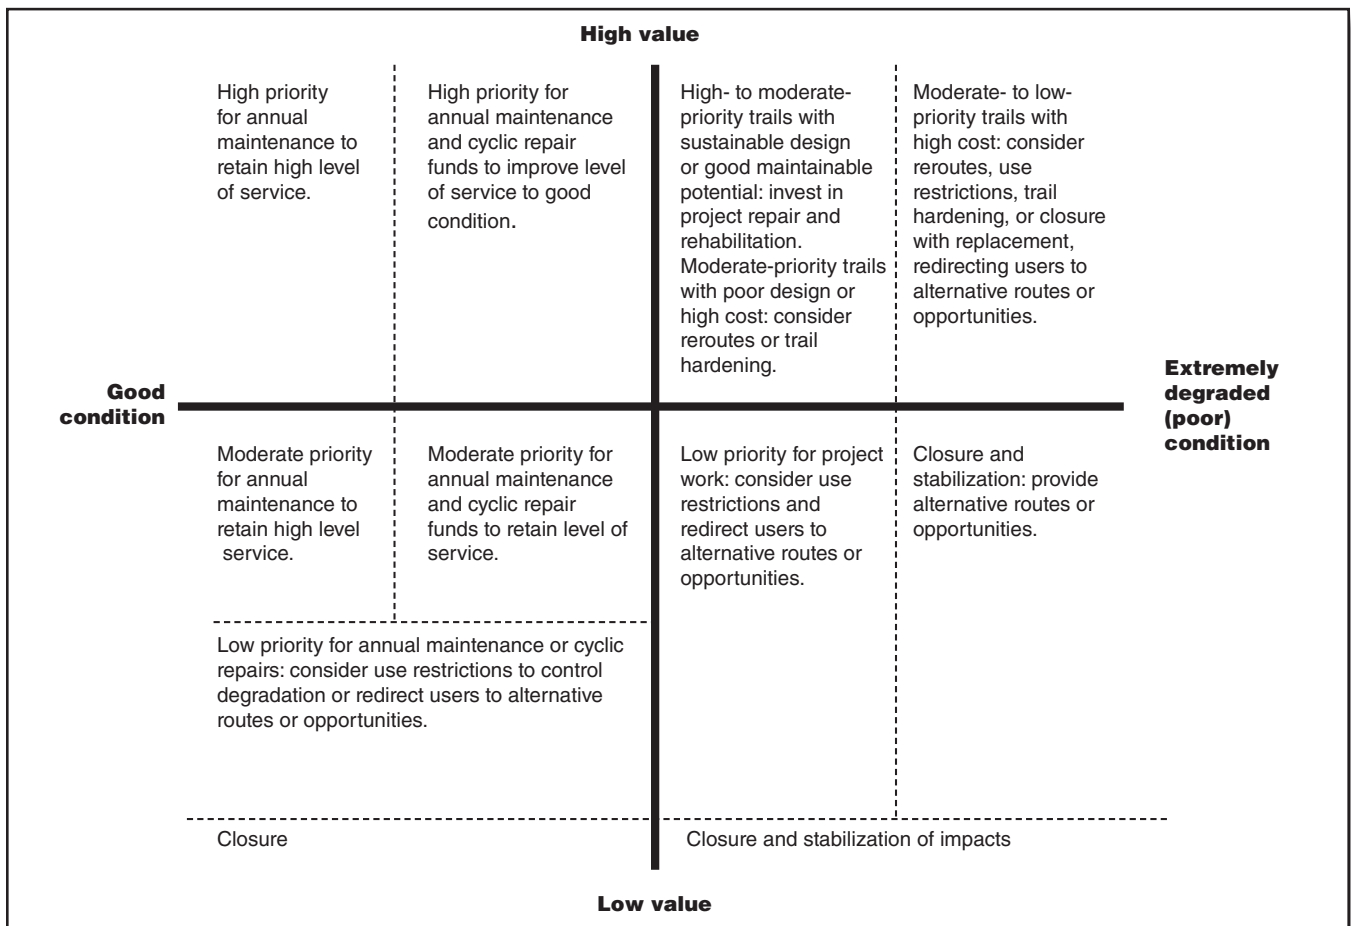 High value
High priority
for annual
maintenance to
retain high level
of service.
High priority for
annual maintenance
and cyclic repair
funds to improve level
of service to good
condition.
High- to moderate-
priority trails with
sustainable design
or good maintainable
potential: invest in
project repair and
rehabilitation.
Moderate-priority trails
with poor design or
high cost: consider
reroutes or trail
hardening.
Moderate- to low-
priority trails with
high cost: consider
reroutes, use
restrictions, trail
hardening, or closure
with replacement,
redirecting users to
alternative routes or
opportunities.
Good
condition
Extremely
degraded
(poor)
condition
Moderate priority
for annual
maintenance to
retain high level
service.
Moderate priority for
annual maintenance
and cyclic repair
funds to retain level of
service.
Low priority for project
work: consider use
restrictions and
redirect users to
alternative routes or
opportunities.
Closure and
stabilization: provide
alternative routes or
opportunities.
Low priority for annual maintenance or cyclic
repairs: consider use restrictions to control
degradation or redirect users to alternative
routes or opportunities.
Closure
Closure and stabilization of impacts
Low value